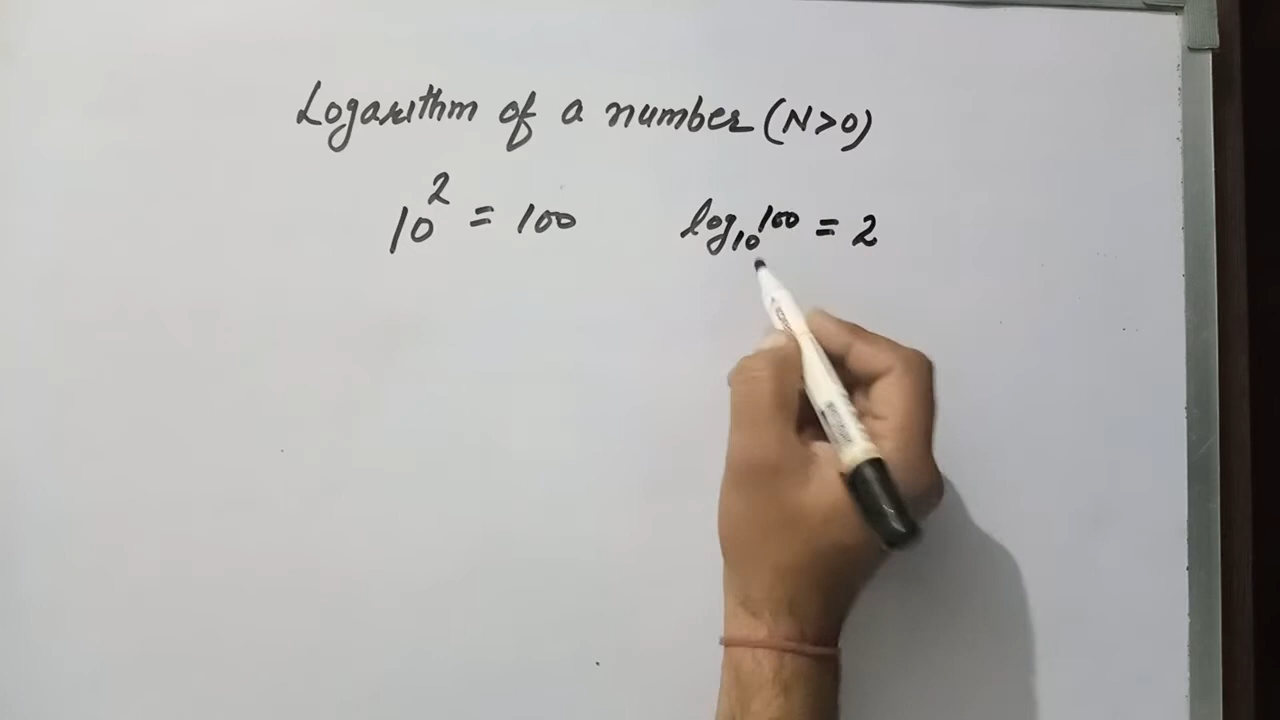 Logarithm of a number (N>0)
10² = 100 log₁₀100 = 2